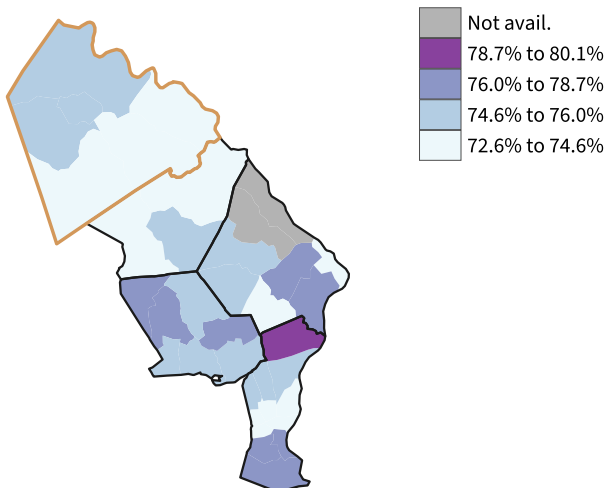 Not avail.
78.7% to 80.1%
76.0% to 78.7%
74.6% to 76.0%
72.6% to 74.6%